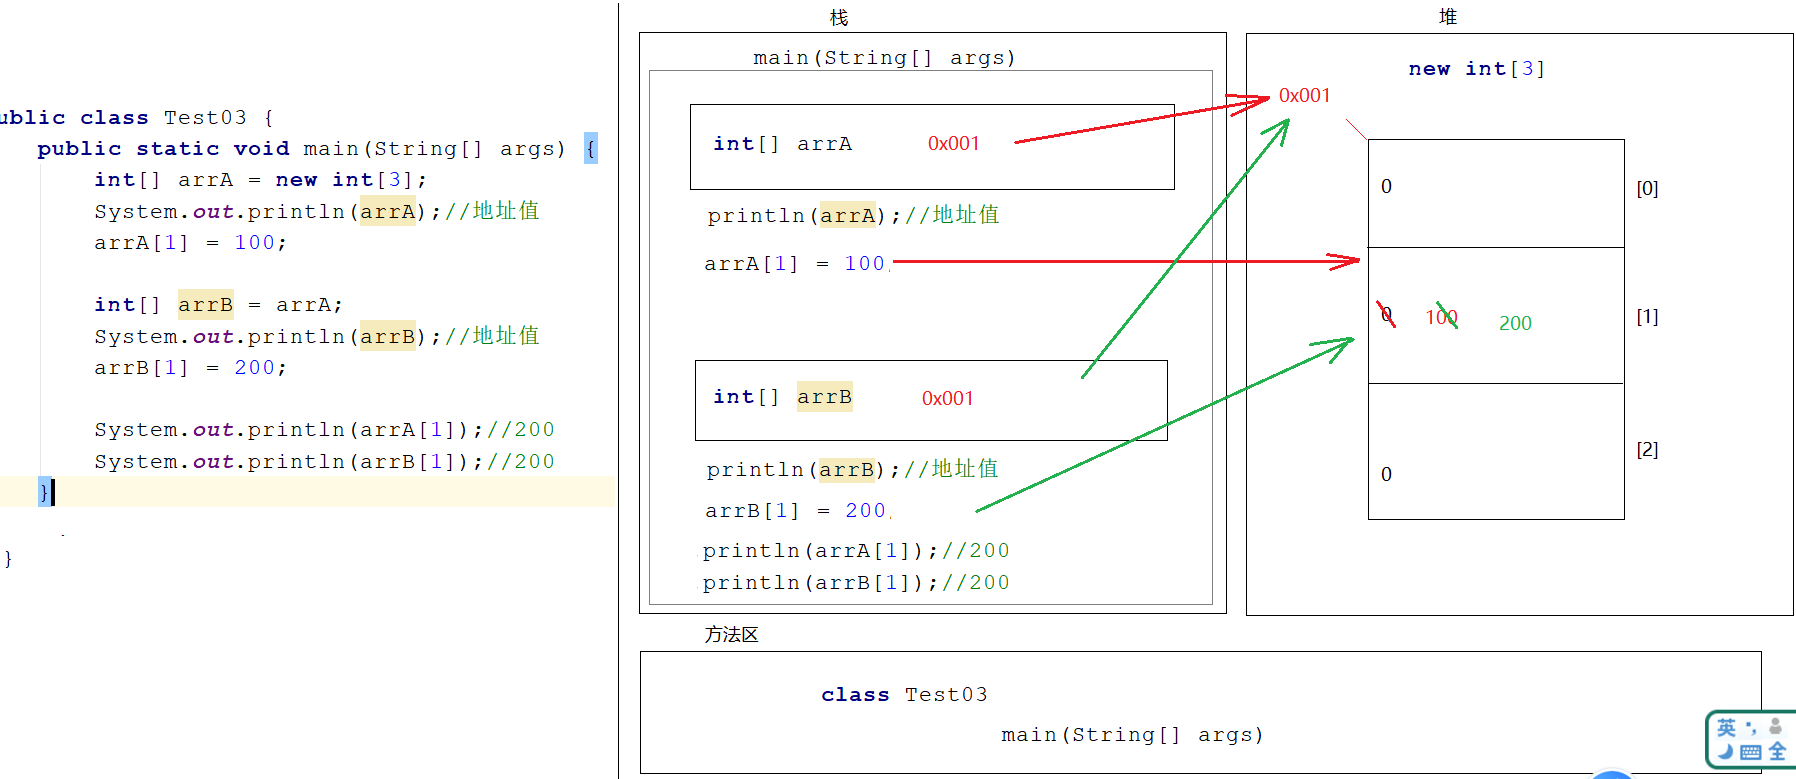 ublic class Test03 {
public static void main(String[] args) {
int[] arrA = new int[3];
System.out.println(arrA);//地址值
arrA[1] = 100;
int[] arrB = arrA;
System.out.println(arrB);//地址值
arrB[1] = 200;
System.out.println(arrA[1]);//200
System.out.println(arrB[1]);//200
}
}
栈
main(String[] args)
int[] arrA 0x001
println(arrA);//地址值
arrA[1] = 100
int[] arrB 0x001
println(arrB);//地址值
arrB[1] = 200
println(arrA[1]);//200
println(arrB[1]);//200
堆
new int[3]
0x001
0 [0]
0 100 200 [1]
0 [2]
方法区
class Test03
main(String[] args)
英
全